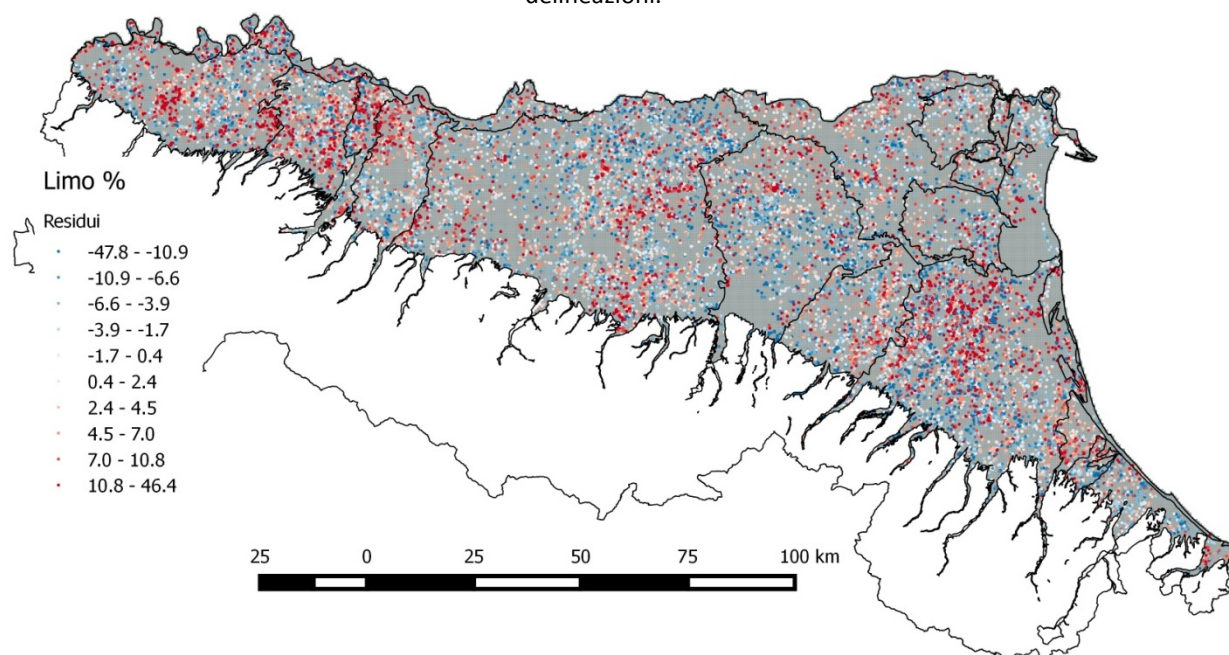 delineazioni.
Limo %
Residui
-47.8 - -10.9
-10.9 - -6.6
-6.6 - -3.9
-3.9 - -1.7
-1.7 - 0.4
0.4 - 2.4
2.4 - 4.5
4.5 - 7.0
7.0 - 10.8
10.8 - 46.4
25 0 25 50 75 100 km